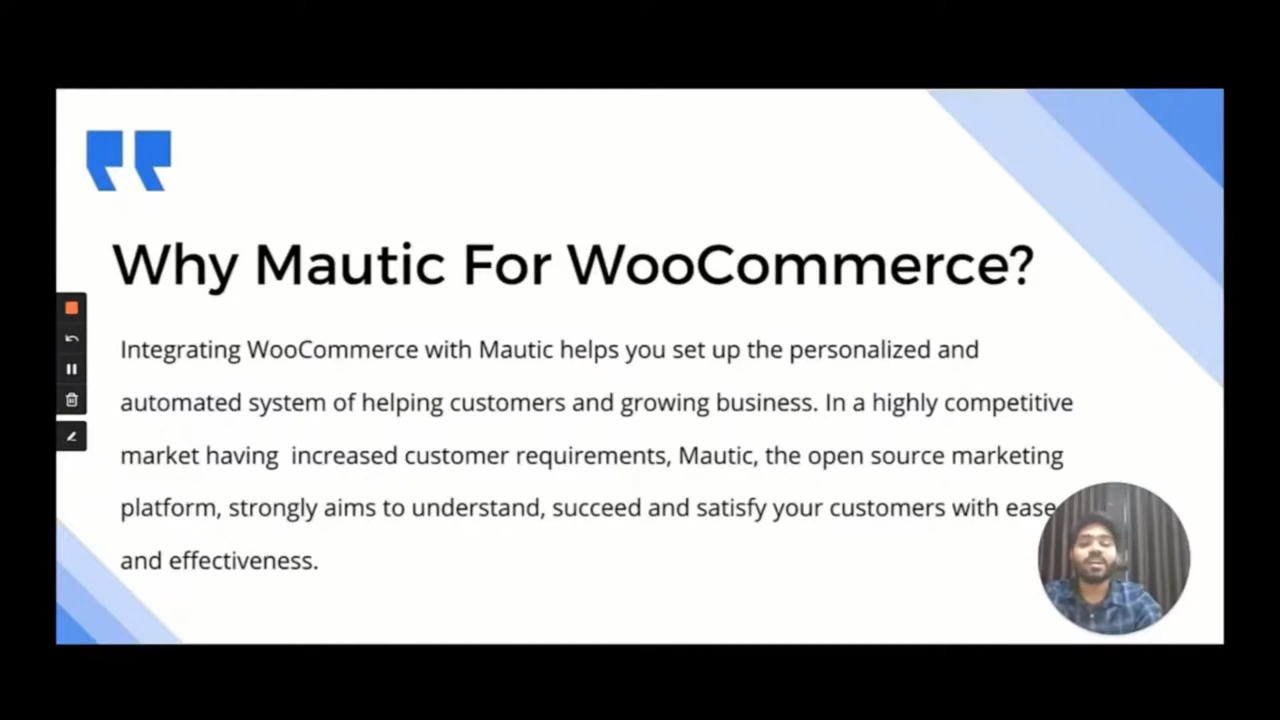 Why Mautic For WooCommerce?
Integrating WooCommerce with Mautic helps you set up the personalized and
automated system of helping customers and growing business. In a highly competitive
market having  increased customer requirements, Mautic, the open source marketing
platform, strongly aims to understand, succeed and satisfy your customers with ease
and effectiveness.